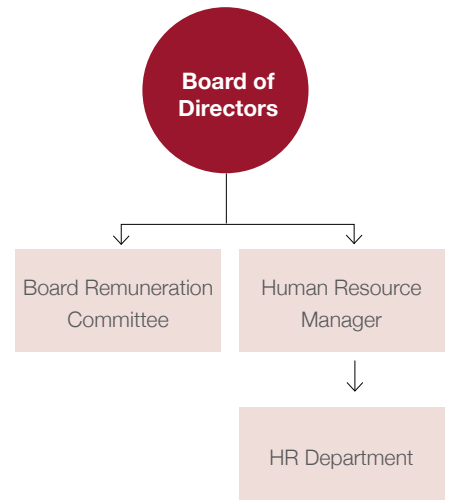 Board of
Directors
Board Remuneration
Committee
Human Resource
Manager
HR Department